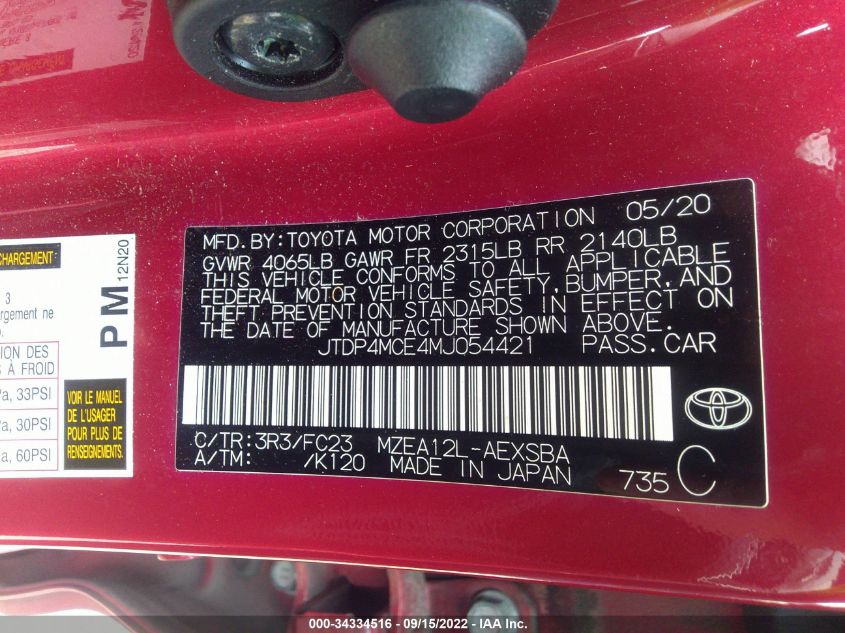 MFD. BY: TOYOTA MOTOR CORPORATION 05/20
GVWR 4065LB GAWR FR 2315LB RR 2140LB
THIS VEHICLE CONFORMS TO ALL APPLICABLE
FEDERAL MOTOR VEHICLE SAFETY, BUMPER, AND
THEFT PREVENTION STANDARDS IN EFFECT ON
THE DATE OF MANUFACTURE SHOWN ABOVE.
JTDP4MCE4MJ054421 PASS. CAR
C/TR: 3R3/FC23 MZEA12L-AEXSBA
A/TM: /K120 MADE IN JAPAN
735 C
CHARGEMENT
PM 12N20
3
argement ne
ION DES
S À FROID
a, 33PSI
a, 30PSI
a, 60PSI
VOIR LE MANUEL
DE L'USAGER
POUR PLUS DE
RENSEIGNEMENTS.
000-34334516 - 09/15/2022 - IAA Inc.